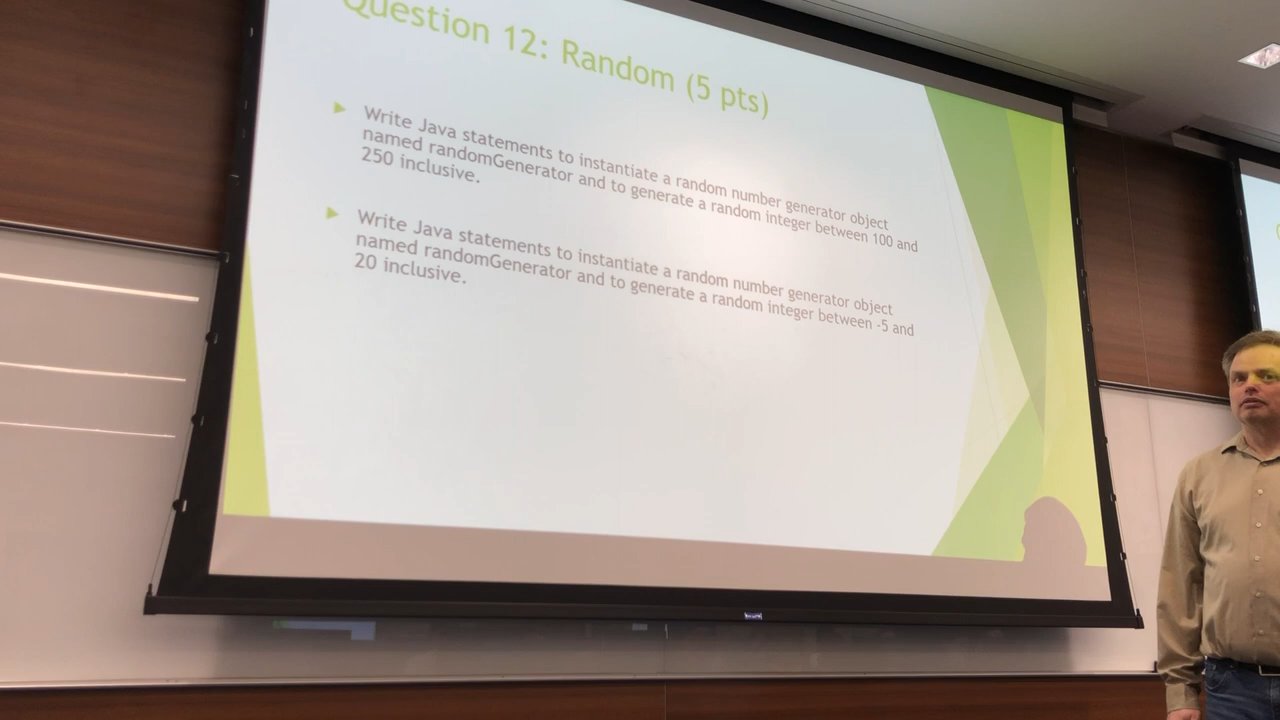 Question 12: Random (5 pts)
Write Java statements to instantiate a random number generator object
named randomGenerator and to generate a random integer between 100 and
250 inclusive.
Write Java statements to instantiate a random number generator object
named randomGenerator and to generate a random integer between -5 and
20 inclusive.